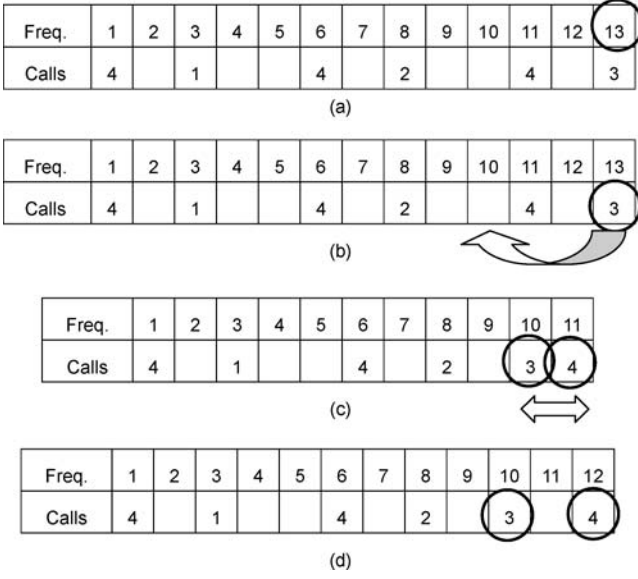 Freq. 1 2 3 4 5 6 7 8 9 10 11 12 13
Calls 4 1 4 2 4 3
(a)
Freq. 1 2 3 4 5 6 7 8 9 10 11 12 13
Calls 4 1 4 2 4 3
(b)
Freq. 1 2 3 4 5 6 7 8 9 10 11
Calls 4 1 4 2 3 4
(c)
Freq. 1 2 3 4 5 6 7 8 9 10 11 12
Calls 4 1 4 2 3 4
(d)